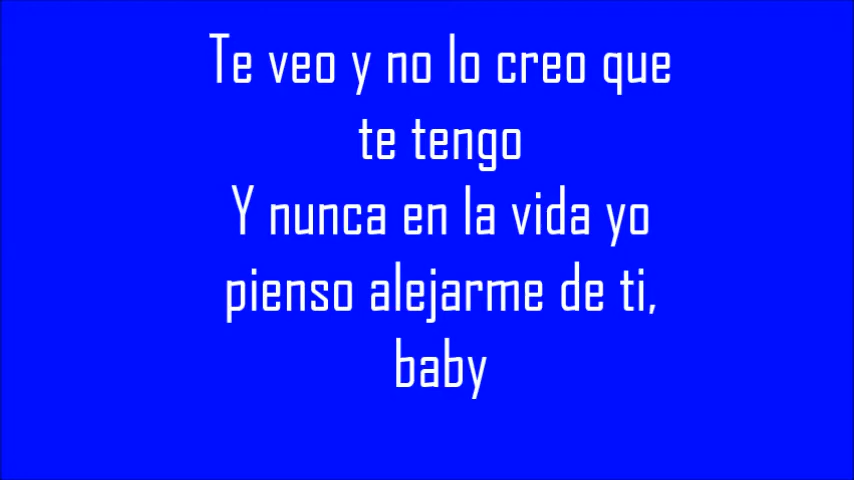 Te veo y no lo creo que
te tengo
Y nunca en la vida yo
pienso alejarme de ti,
baby